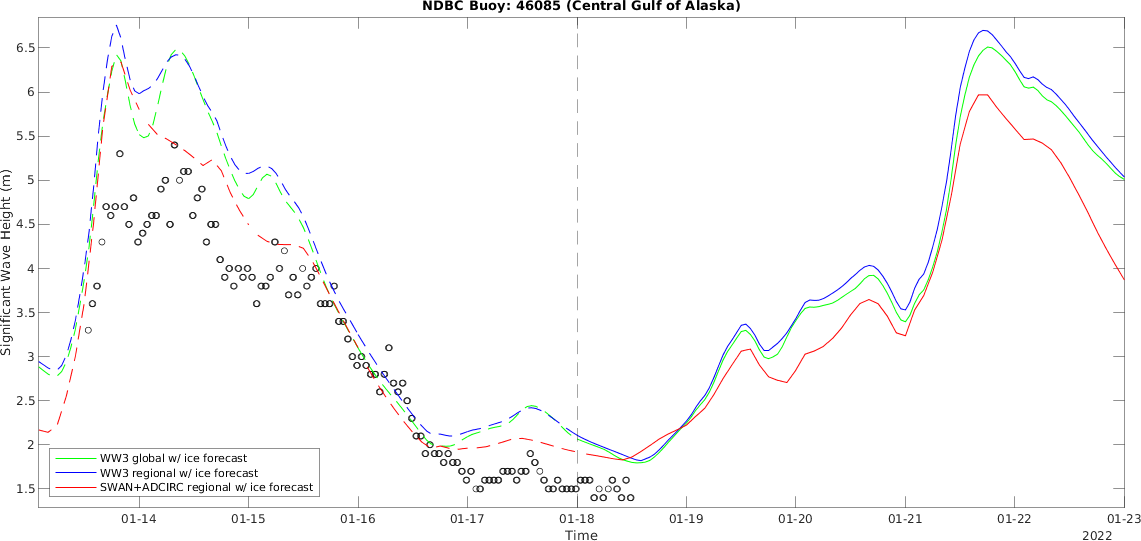 NDBC Buoy: 46085 (Central Gulf of Alaska)
Significant Wave Height (m)
6.5
6
5.5
5
4.5
4
3.5
3
2.5
2
1.5
WW3 global w/ ice forecast
WW3 regional w/ ice forecast
SWAN+ADCIRC regional w/ ice forecast
01-14 01-15 01-16 01-17 01-18 01-19 01-20 01-21 01-22 01-23
Time
2022